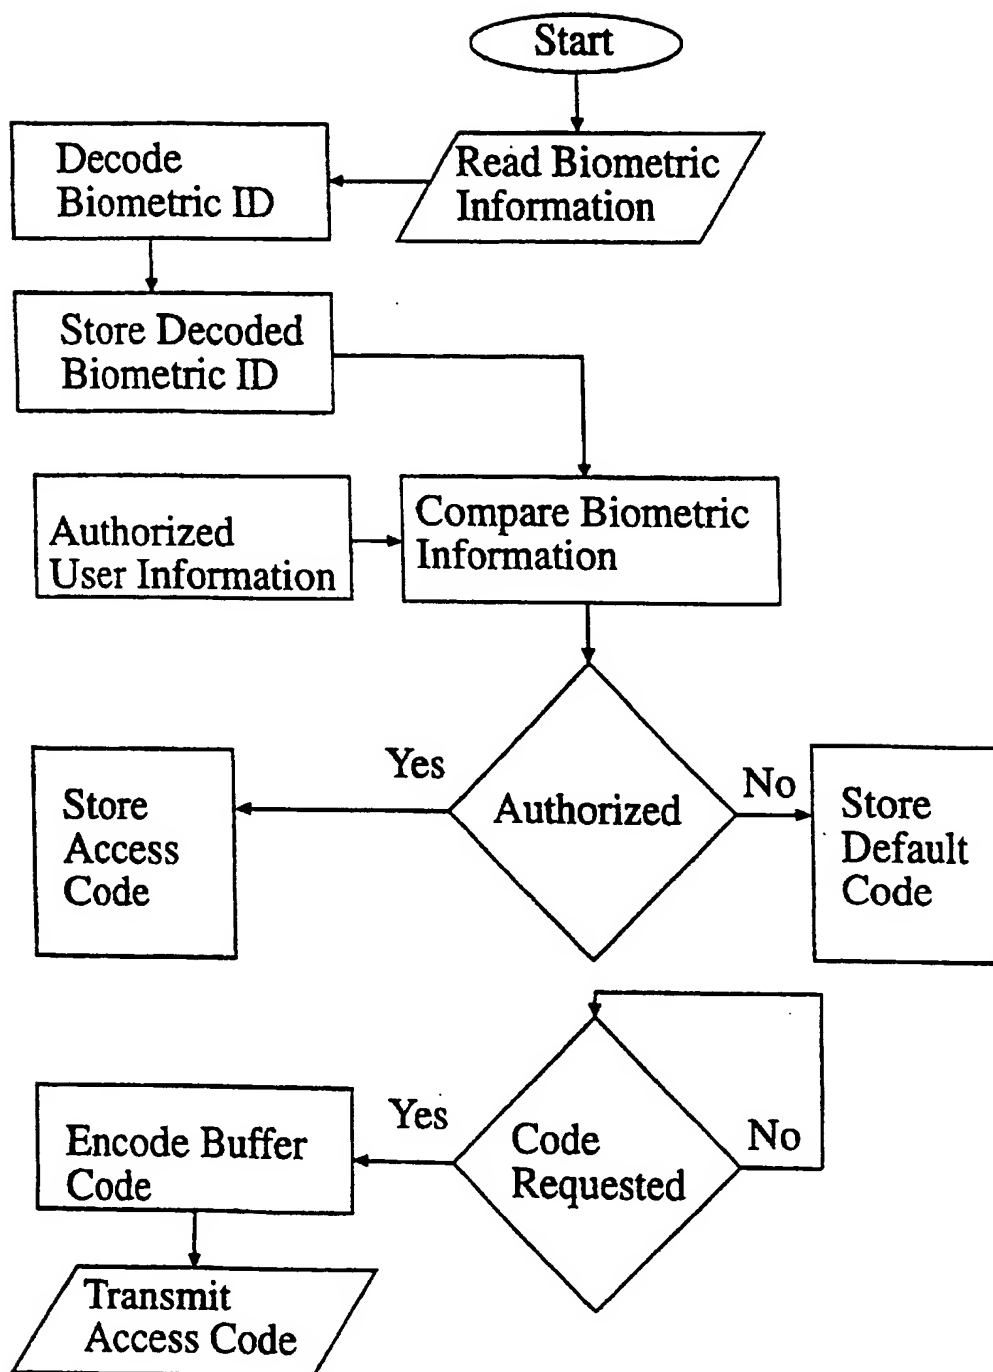 Start
Read Biometric
Information
Decode
Biometric ID
Store Decoded
Biometric ID
Authorized
User Information
Compare Biometric
Information
Authorized
Yes
No
Store
Access
Code
Store
Default
Code
Code
Requested
Yes
No
Encode Buffer
Code
Transmit
Access Code